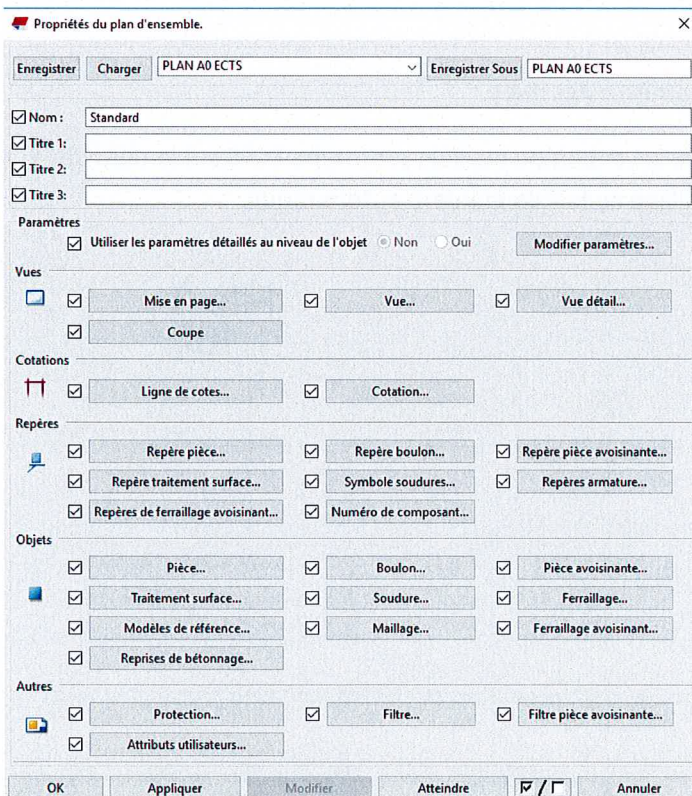 Propriétés du plan d'ensemble.
Enregistrer Charger PLAN A0 ECTS Enregistrer Sous PLAN A0 ECTS
Nom : Standard
Titre 1:
Titre 2:
Titre 3:
Paramètres
Utiliser les paramètres détaillés au niveau de l'objet Non Oui Modifier paramètres...
Vues
Mise en page... Vue... Vue détail...
Coupe
Cotations
Ligne de cotes... Cotation...
Repères
Repère pièce... Repère boulon... Repère pièce avoisinante...
Repère traitement surface... Symbole soudures... Repères armature...
Repères de ferraillage avoisinant... Numéro de composant...
Objets
Pièce... Boulon... Pièce avoisinante...
Traitement surface... Soudure... Ferraillage...
Modèles de référence... Maillage... Ferraillage avoisinant...
Reprises de bétonnage...
Autres
Protection... Filtre... Filtre pièce avoisinante...
Attributs utilisateurs...
OK Appliquer Modifier Atteindre / Annuler